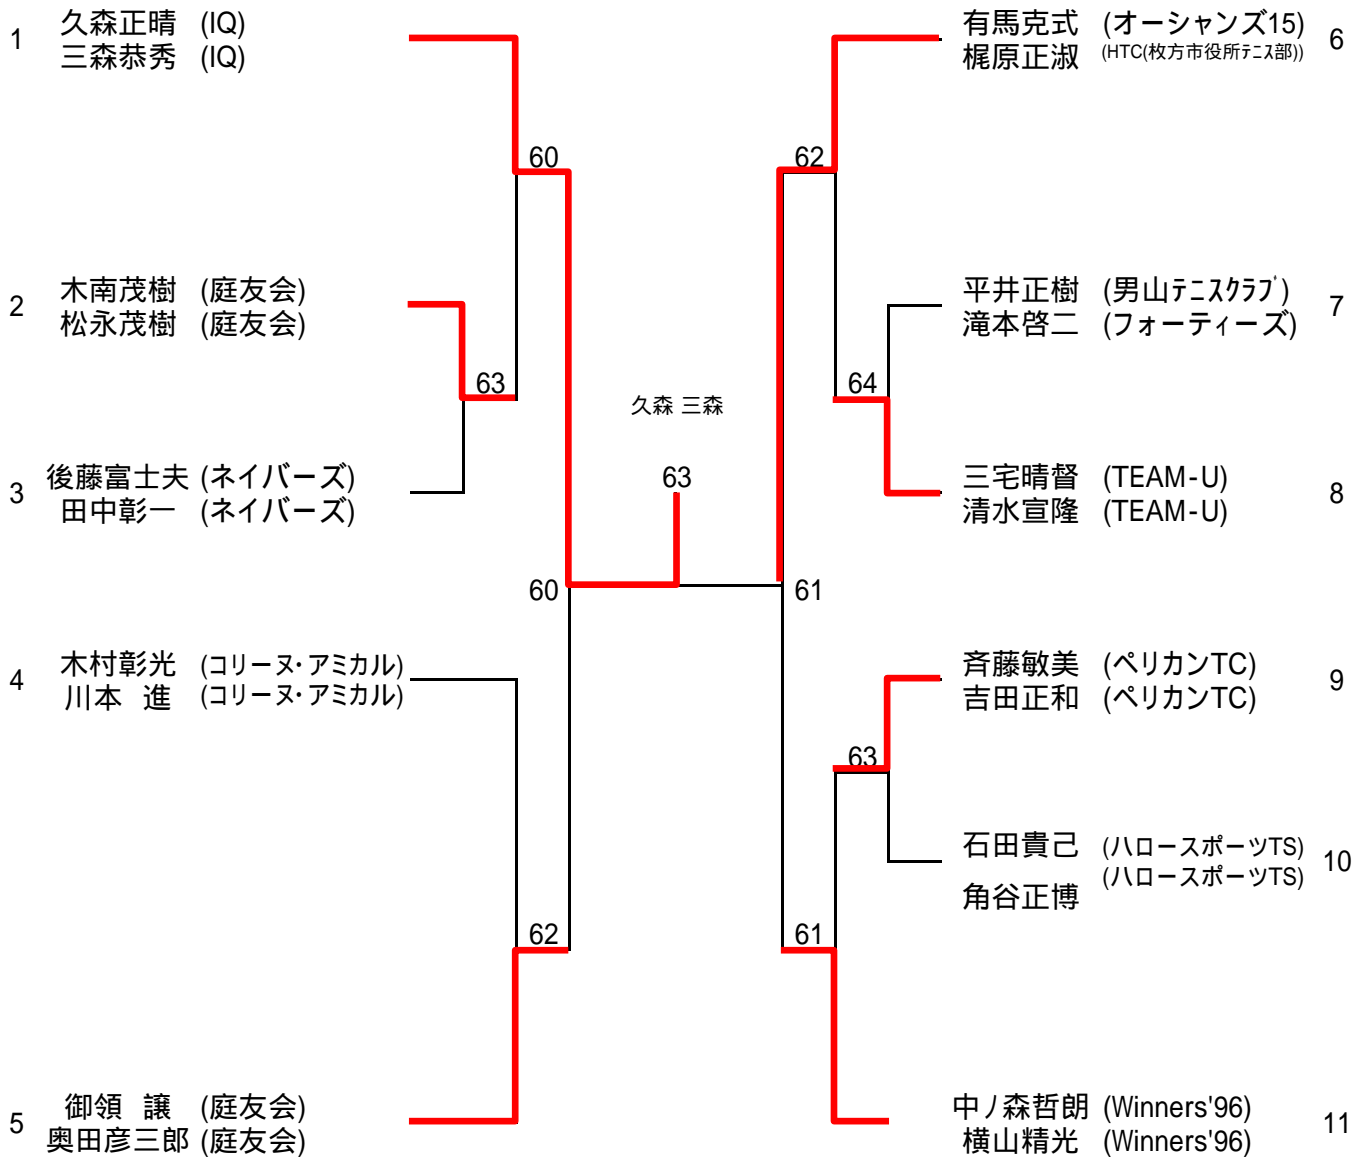 1 久森正晴 (IQ)
三森恭秀 (IQ)
60
2 木南茂樹 (庭友会)
松永茂樹 (庭友会)
63
3 後藤富士夫 (ネイバーズ)
田中彰一 (ネイバーズ)
60
4 木村彰光 (コリーヌ・アミカル)
川本 進 (コリーヌ・アミカル)
62
5 御領 譲 (庭友会)
奥田彦三郎 (庭友会)
久森 三森
63
有馬克式 (オーシャンズ15) 6
梶原正淑 (HTC(枚方市役所ﾃﾆｽ部))
62
平井正樹 (男山ﾃﾆｽｸﾗﾌﾞ) 7
滝本啓二 (フォーティーズ)
64
三宅晴督 (TEAM-U) 8
清水宣隆 (TEAM-U)
61
斉藤敏美 (ペリカンTC) 9
吉田正和 (ペリカンTC)
63
石田貴己 (ハロースポーツTS) 10
角谷正博 (ハロースポーツTS)
61
中ノ森哲朗 (Winners'96) 11
横山精光 (Winners'96)